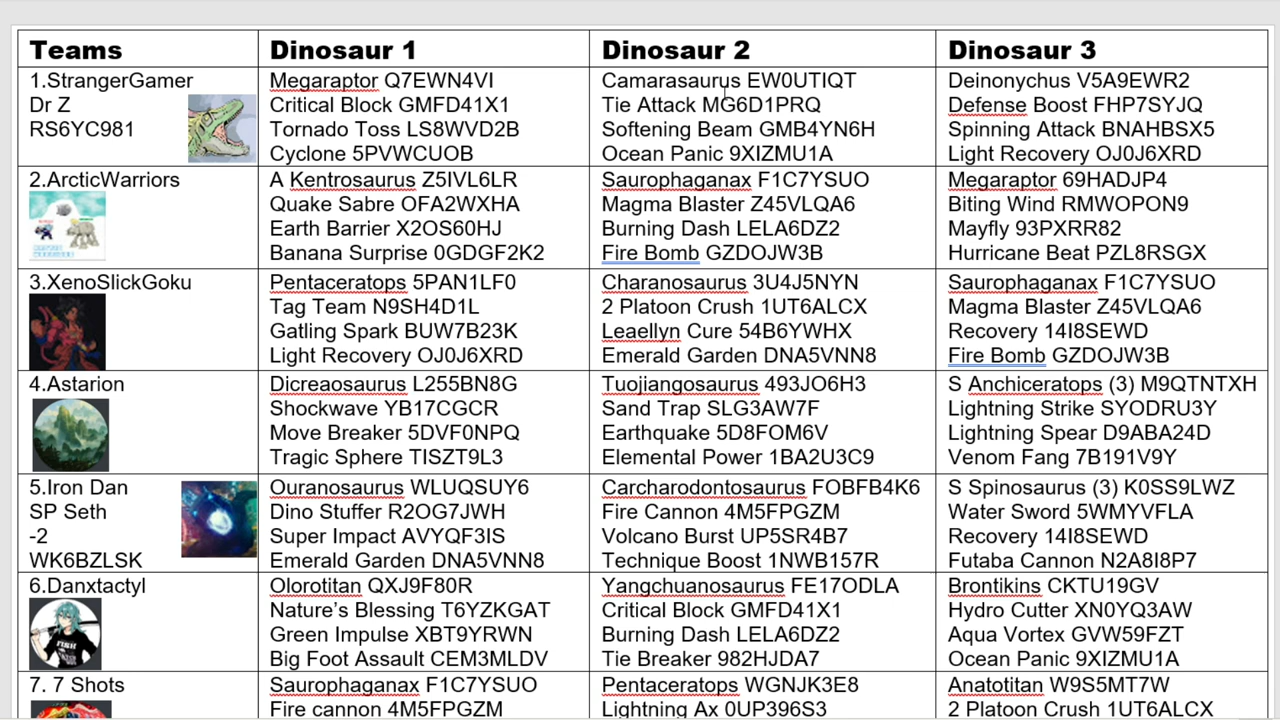 Teams
Dinosaur 1
Dinosaur 2
Dinosaur 3
1.StrangerGamer
Dr Z
RS6YC981
Megaraptor Q7EWN4VI
Critical Block GMFD41X1
Tornado Toss LS8WVD2B
Cyclone 5PVWCUOB
Camarasaurus EW0UTIQT
Tie Attack MG6D1PRQ
Softening Beam GMB4YN6H
Ocean Panic 9XIZMU1A
Deinonychus V5A9EWR2
Defense Boost FHP7SYJQ
Spinning Attack BNAHBSX5
Light Recovery OJ0J6XRD
2.ArcticWarriors
A Kentrosaurus Z5IVL6LR
Quake Sabre OFA2WXHA
Earth Barrier X2OS60HJ
Banana Surprise 0GDGF2K2
Saurophaganax F1C7YSUO
Magma Blaster Z45VLQA6
Burning Dash LELA6DZ2
Fire Bomb GZDOJW3B
Megaraptor 69HADJP4
Biting Wind RMWOPON9
Mayfly 93PXRR82
Hurricane Beat PZL8RSGX
3.XenoSlickGoku
Pentaceratops 5PAN1LF0
Tag Team N9SH4D1L
Gatling Spark BUW7B23K
Light Recovery OJ0J6XRD
Charanosaurus 3U4J5NYN
2 Platoon Crush 1UT6ALCX
Leaellyn Cure 54B6YWHX
Emerald Garden DNA5VNN8
Saurophaganax F1C7YSUO
Magma Blaster Z45VLQA6
Recovery 14I8SEWD
Fire Bomb GZDOJW3B
4.Astarion
Dicreaosaurus L255BN8G
Shockwave YB17CGCR
Move Breaker 5DVF0NPQ
Tragic Sphere TISZT9L3
Tuojiangosaurus 493JO6H3
Sand Trap SLG3AW7F
Earthquake 5D8FOM6V
Elemental Power 1BA2U3C9
S Anchiceratops (3) M9QTNTXH
Lightning Strike SYODRU3Y
Lightning Spear D9ABA24D
Venom Fang 7B191V9Y
5.Iron Dan
SP Seth
-2
WK6BZLSK
Ouranosaurus WLUQSUY6
Dino Stuffer R2OG7JWH
Super Impact AVYQF3IS
Emerald Garden DNA5VNN8
Carcharodontosaurus FOBFB4K6
Fire Cannon 4M5FPGZM
Volcano Burst UP5SR4B7
Technique Boost 1NWB157R
S Spinosaurus (3) K0SS9LWZ
Water Sword 5WMYVFLA
Recovery 14I8SEWD
Futaba Cannon N2A8I8P7
6.Danxtactyl
Olorotitan QXJ9F80R
Nature’s Blessing T6YZKGAT
Green Impulse XBT9YRWN
Big Foot Assault CEM3MLDV
Yangchuanosaurus FE17ODLA
Critical Block GMFD41X1
Burning Dash LELA6DZ2
Tie Breaker 982HJDA7
Brontikins CKTU19GV
Hydro Cutter XN0YQ3AW
Aqua Vortex GVW59FZT
Ocean Panic 9XIZMU1A
7. 7 Shots
Saurophaganax F1C7YSUO
Fire cannon 4M5FPGZM
Pentaceratops WGNJK3E8
Lightning Ax 0UP396S3
Anatotitan W9S5MT7W
2 Platoon Crush 1UT6ALCX